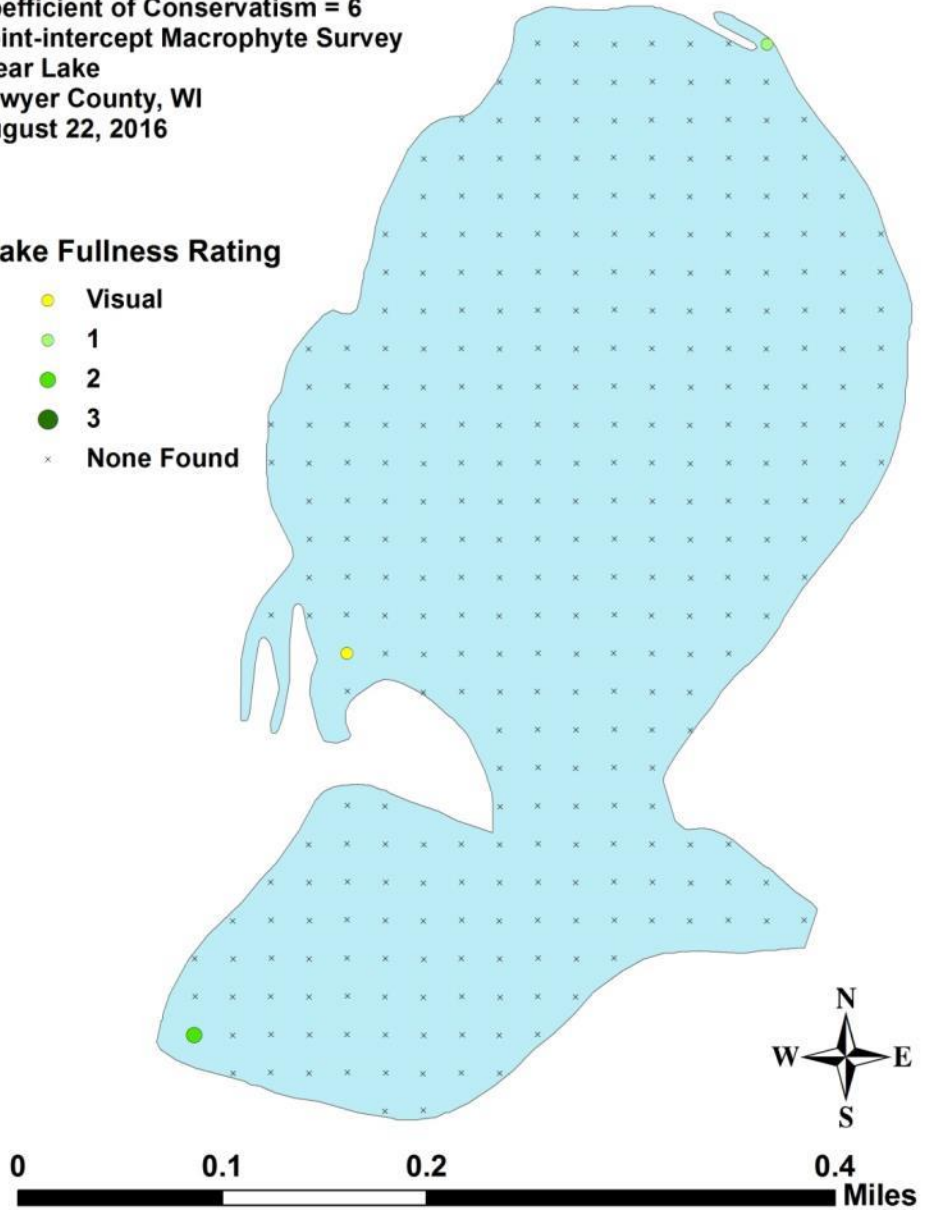 efficient of Conservatism = 6
int-intercept Macrophyte Survey
ear Lake
wyer County, WI
gust 22, 2016
ake Fullness Rating
Visual
1
2
3
None Found
N
W E
S
0 0.1 0.2 0.4
Miles